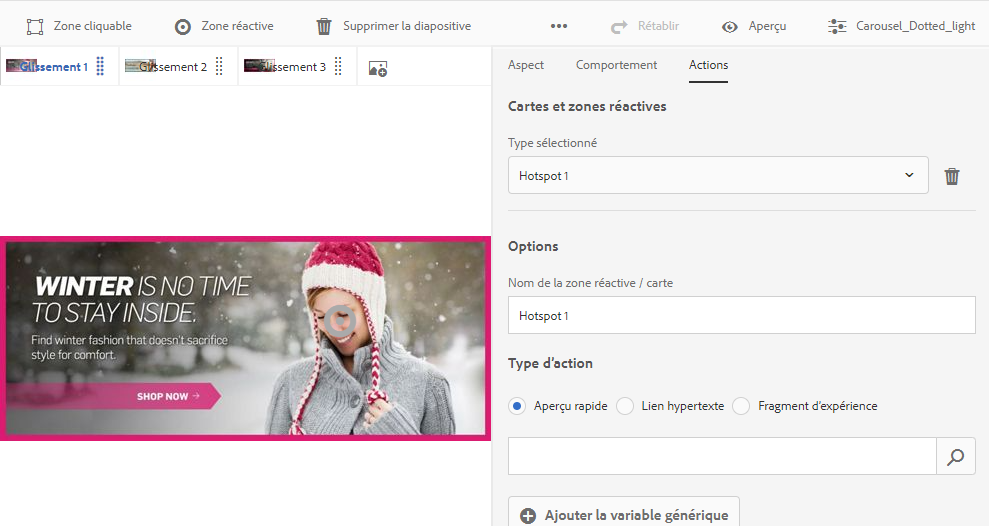 Zone cliquable
Zone réactive
Supprimer la diapositive
•••
Rétablir
Aperçu
Carousel_Dotted_light
Glissement 1
Glissement 2
Glissement 3
Aspect
Comportement
Actions
Cartes et zones réactives
Type sélectionné
Hotspot 1
Options
Nom de la zone réactive / carte
Hotspot 1
Type d'action
Aperçu rapide
Lien hypertexte
Fragment d'expérience
Ajouter la variable générique
WINTER IS NO TIME
TO STAY INSIDE.
Find winter fashion that doesn't sacrifice
style for comfort.
SHOP NOW →